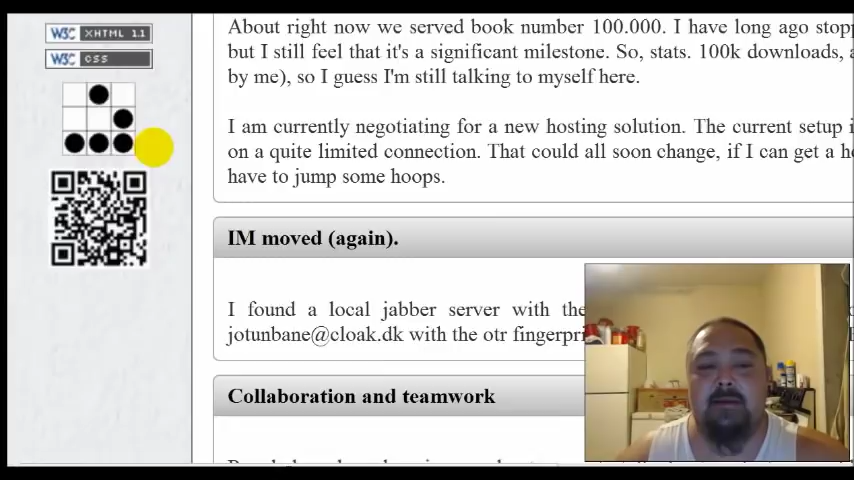 W3C XHTML 1.1
W3C CSS
About right now we served book number 100.000. I have long ago stopp
but I still feel that it's a significant milestone. So, stats. 100k downloads, a
by me), so I guess I'm still talking to myself here.
I am currently negotiating for a new hosting solution. The current setup i
on a quite limited connection. That could all soon change, if I can get a ho
have to jump some hoops.
IM moved (again).
I found a local jabber server with the
jotunbane@cloak.dk with the otr fingerpri
Collaboration and teamwork